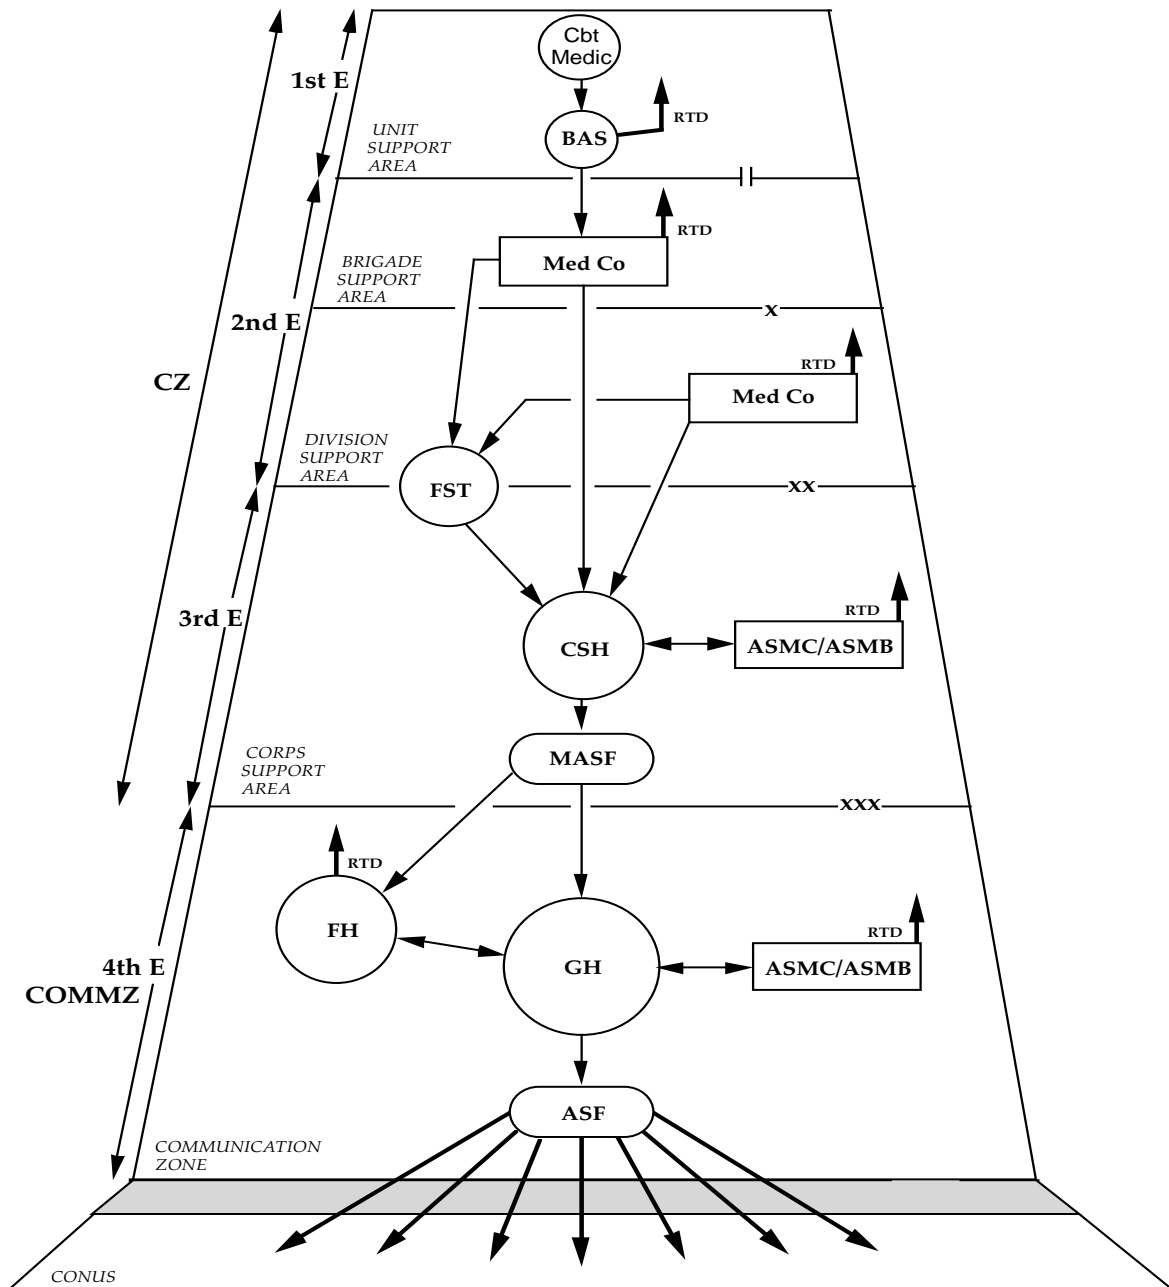 Cbt
Medic
1st E
RTD
BAS
UNIT
SUPPORT
AREA
RTD
Med Co
BRIGADE
SUPPORT
AREA
x
2nd E
RTD
CZ
Med Co
DIVISION
SUPPORT
AREA
FST
xx
RTD
3rd E
CSH
ASMC/ASMB
CORPS
SUPPORT
AREA
MASF
xxx
RTD
FH
RTD
4th E
COMMZ
GH
ASMC/ASMB
ASF
COMMUNICATION
ZONE
CONUS